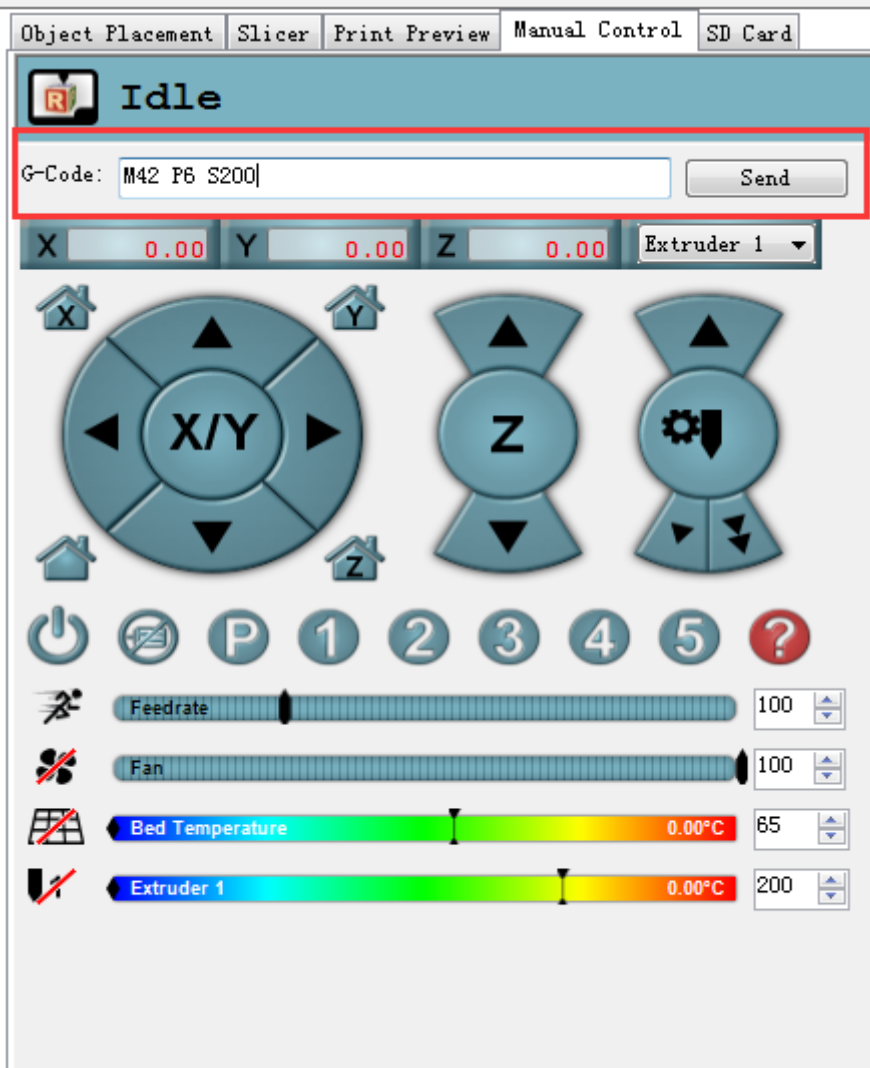 Object Placement Slicer Print Preview Manual Control SD Card
R Idle
G-Code: M42 P6 S200 Send
X 0.00 Y 0.00 Z 0.00 Extruder 1
X Y
X/Y Z
Z
P 1 2 3 4 5 ?
Feedrate 100
Fan 100
Bed Temperature 0.00°C 65
1 Extruder 1 0.00°C 200